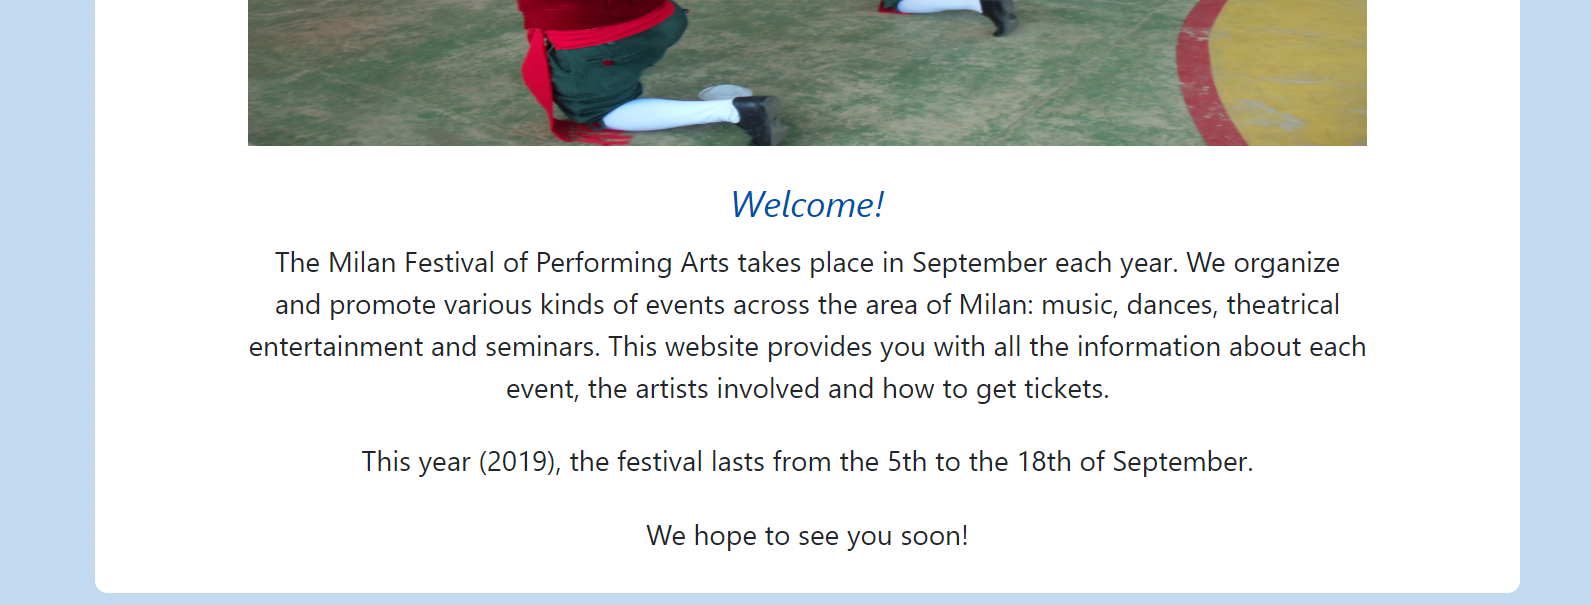 Welcome!
The Milan Festival of Performing Arts takes place in September each year. We organize
and promote various kinds of events across the area of Milan: music, dances, theatrical
entertainment and seminars. This website provides you with all the information about each
event, the artists involved and how to get tickets.
This year (2019), the festival lasts from the 5th to the 18th of September.
We hope to see you soon!